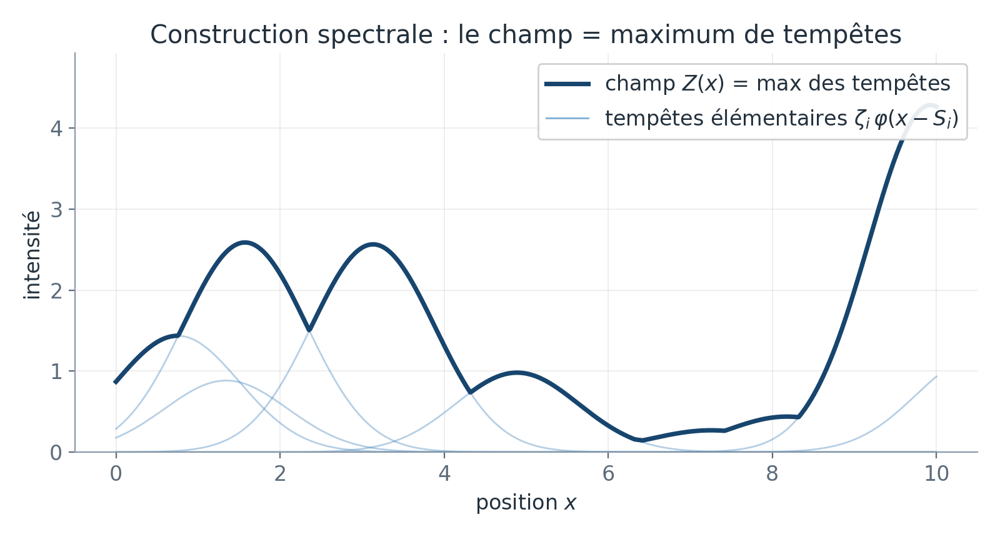 Construction spectrale : le champ = maximum de tempêtes
champ Z(x) = max des tempêtes
tempêtes élémentaires ζᵢ φ(x − Sᵢ)
intensité
4
3
2
1
0
0 2 4 6 8 10
position x